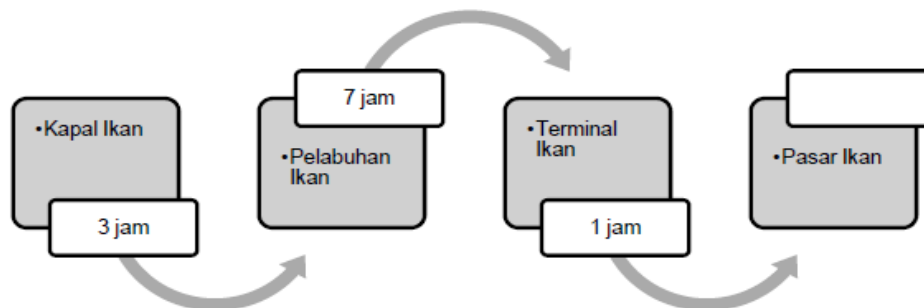 •Kapal Ikan
3 jam
7 jam
•Pelabuhan
Ikan
•Terminal
Ikan
1 jam
•Pasar Ikan